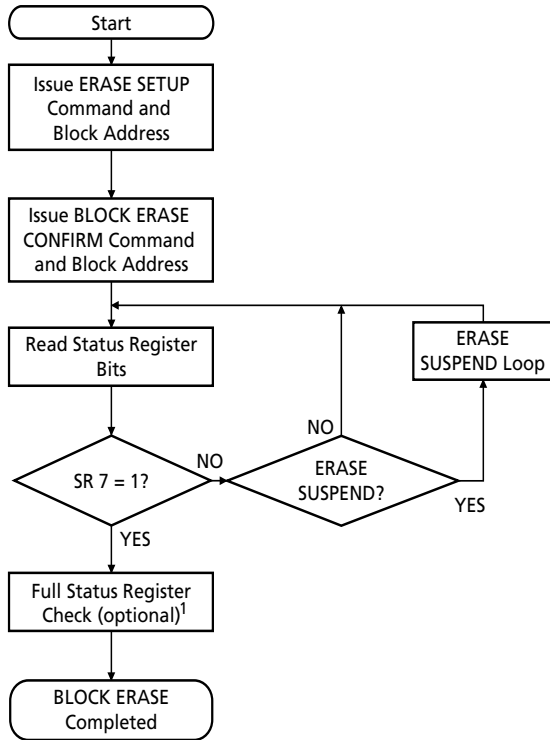 Start
Issue ERASE SETUP
Command and
Block Address
Issue BLOCK ERASE
CONFIRM Command
and Block Address
Read Status Register
Bits
ERASE
SUSPEND Loop
SR 7 = 1?
NO
ERASE
SUSPEND?
NO
YES
YES
Full Status Register
Check (optional)1
BLOCK ERASE
Completed